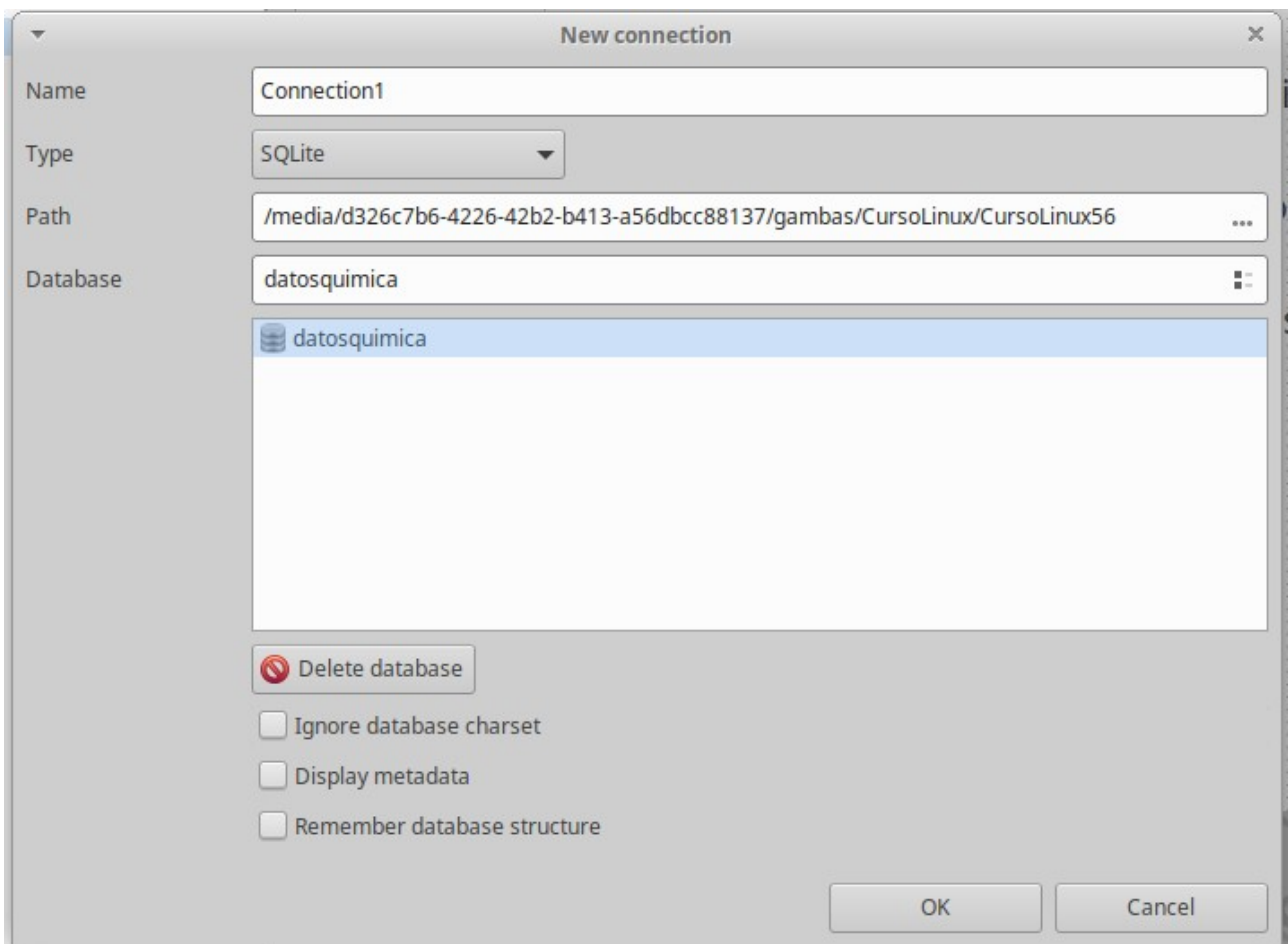 New connection
Name Connection1
Type SQLite
Path /media/d326c7b6-4226-42b2-b413-a56dbcc88137/gambas/CursoLinux/CursoLinux56 ...
Database datosquimica
datosquimica
Delete database
Ignore database charset
Display metadata
Remember database structure
OK Cancel